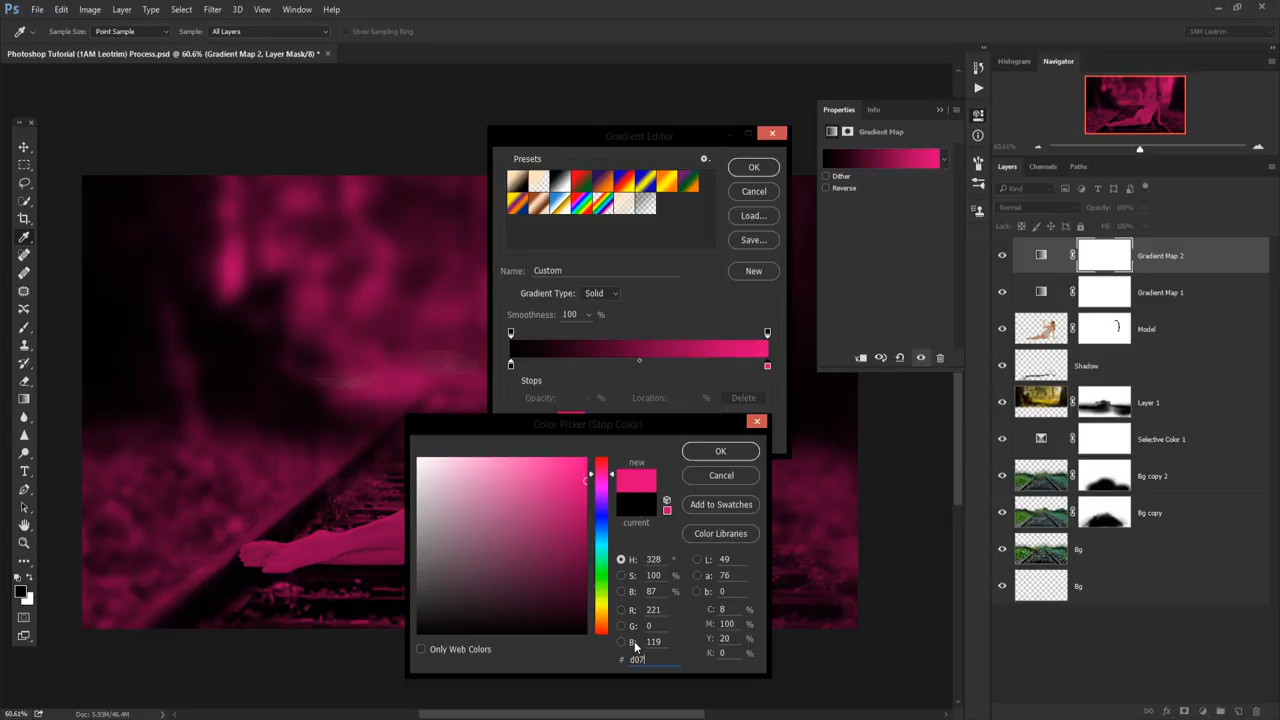 Ps File Edit Image Layer Type Select Filter 3D View Window Help
Sample Size: Point Sample Sample: All Layers Show Sampling Ring 1AM Leotrim
Photoshop Tutorial (1AM Leotrim) Process.psd @ 60.6% (Gradient Map 2, Layer Mask/8) * ×
Histogram Navigator
60.61%
Properties Info
Gradient Map
Dither
Reverse
Gradient Editor
Presets
OK
Cancel
Load...
Save...
Name: Custom
New
Gradient Type: Solid
Smoothness: 100 %
Stops
Opacity: % Location: % Delete
Color Picker (Stop Color)
new
current
OK
Cancel
Add to Swatches
Color Libraries
H: 328 ° L: 49
S: 100 % a: 76
B: 87 % b: 0
R: 221 C: 8 %
G: 0 M: 100 %
B: 119 Y: 20 %
# d07 K: 0 %
Only Web Colors
Layers Channels Paths
Kind
Normal Opacity: 100%
Lock: Fill: 100%
Gradient Map 2
Gradient Map 1
Model
Shadow
Layer 1
Selective Color 1
Bg copy 2
Bg copy
Bg
Bg
60.61% Doc: 5.93M/46.4M